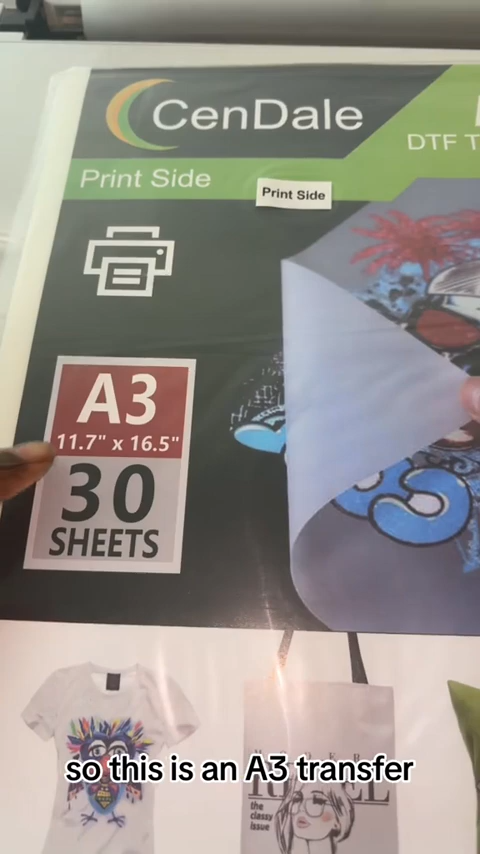 CenDale
DTF T
Print Side
Print Side
A3
11.7" x 16.5"
30
SHEETS
the
classy
issue
so this is an A3 transfer